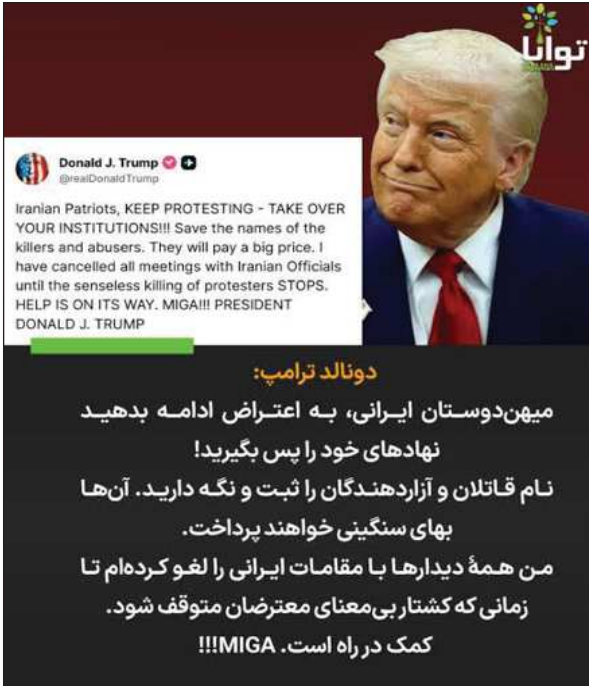 توانا
Donald J. Trump
@realDonaldTrump
Iranian Patriots, KEEP PROTESTING - TAKE OVER
YOUR INSTITUTIONS!!! Save the names of the
killers and abusers. They will pay a big price. I
have cancelled all meetings with Iranian Officials
until the senseless killing of protesters STOPS.
HELP IS ON ITS WAY. MIGA!!! PRESIDENT
DONALD J. TRUMP
دونالد ترامپ:
میهن‌دوستان ایرانی، به اعتراض ادامه بدهید
نهادهای خود را پس بگیرید!
نام قاتلان و آزاردهندگان را ثبت و نگه دارید. آن‌ها
بهای سنگینی خواهند پرداخت.
من همهٔ دیدارها با مقامات ایرانی را لغو کرده‌ام تا
زمانی که کشتار بی‌معنای معترضان متوقف شود.
کمک در راه است. MIGA!!!